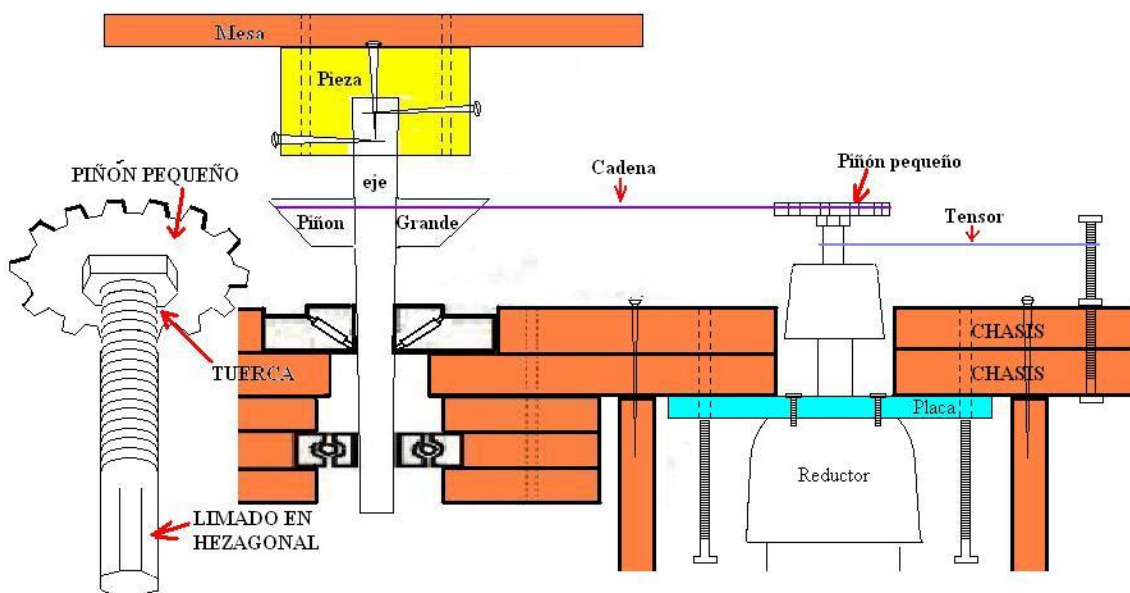 Mesa
Pieza
PIÑÓN PEQUEÑO
Cadena
Piñón pequeño
eje
Tensor
Piñon
Grande
CHASIS
TUERCA
CHASIS
Placa
Reductor
LIMADO EN
HEZAGONAL